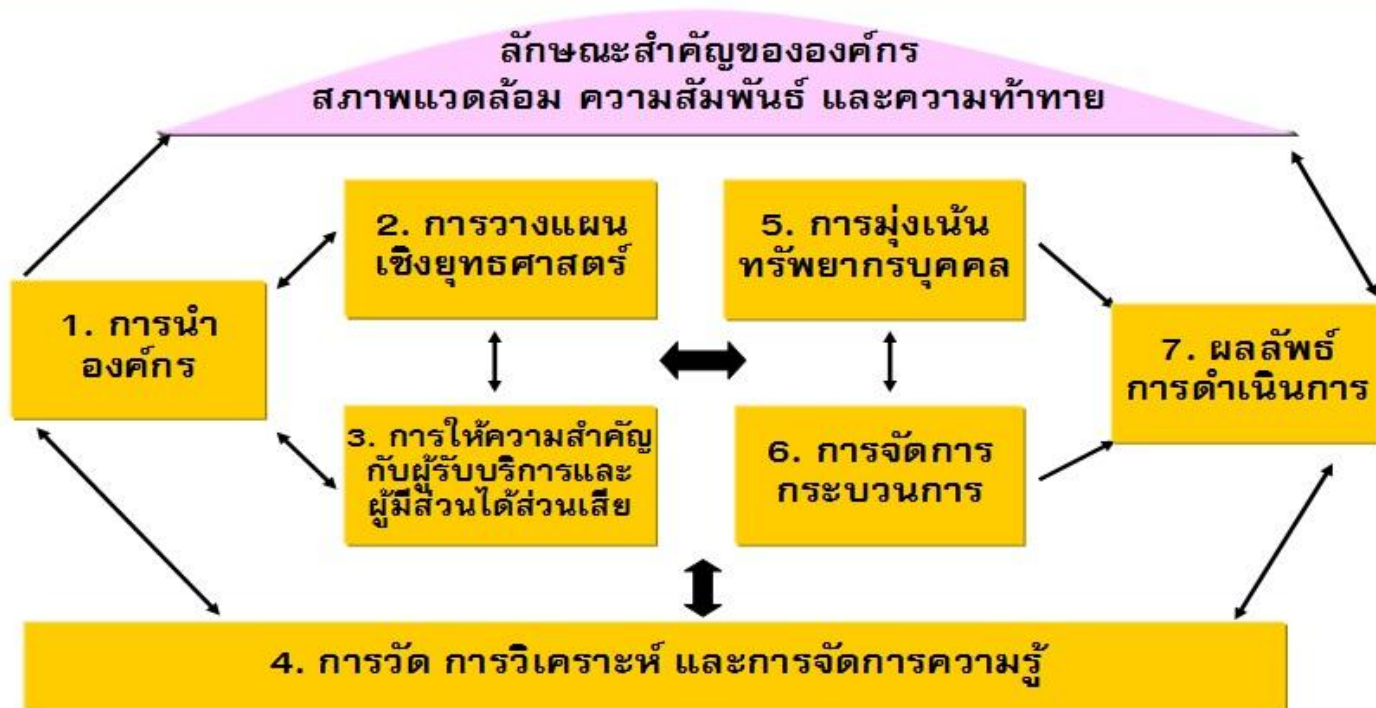 ลักษณะสำคัญขององค์กร
สภาพแวดล้อม ความสัมพันธ์ และความท้าทาย
2. การวางแผน
เชิงยุทธศาสตร์
5. การมุ่งเน้น
ทรัพยากรบุคคล
1. การนำ
องค์กร
7. ผลลัพธ์
การดำเนินการ
3. การให้ความสำคัญ
กับผู้รับบริการและ
ผู้มีส่วนได้ส่วนเสีย
6. การจัดการ
กระบวนการ
4. การวัด การวิเคราะห์ และการจัดการความรู้